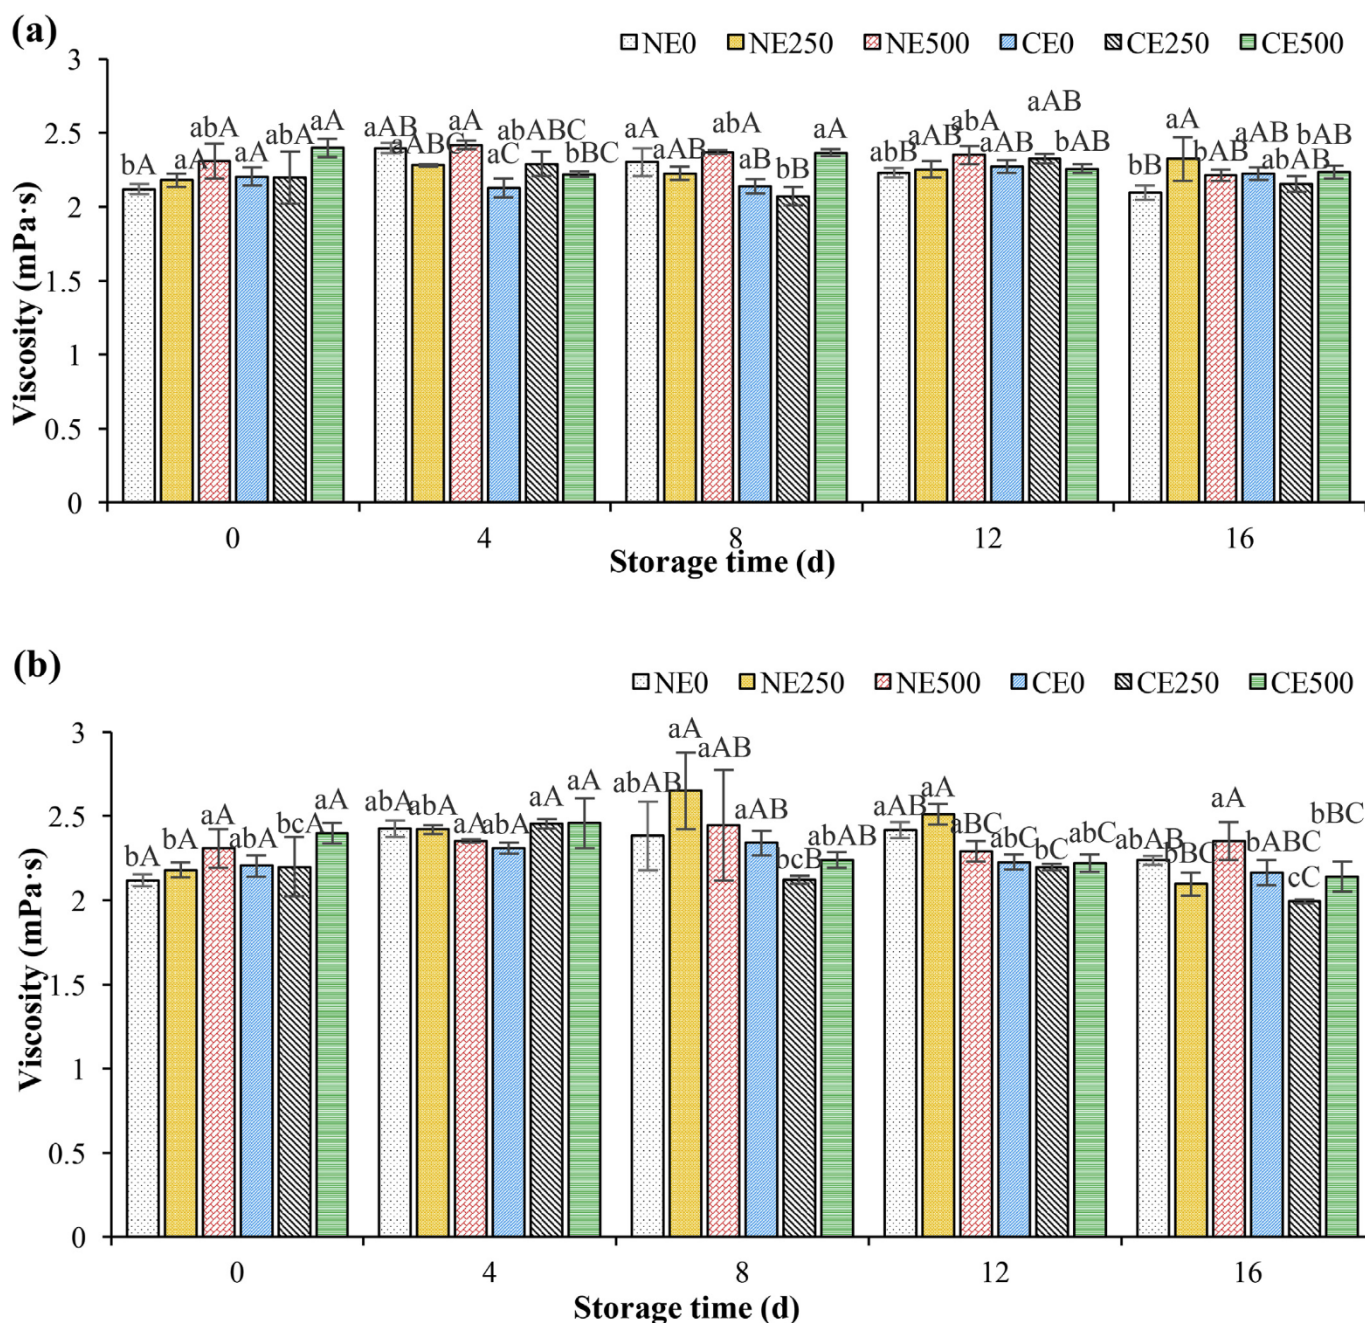 (a)
NE0 NE250 NE500 CE0 CE250 CE500
3
2.5
2
1.5
1
0.5
0
Viscosity (mPa·s)
bA aA abA aA abA aA
aAB aABC aA aC abABC bBC
aA aAB abA aB bB aA
abB aAB abA aAB aAB bAB
bB aA bAB aAB abAB bAB
0 4 8 12 16
Storage time (d)
(b)
NE0 NE250 NE500 CE0 CE250 CE500
3
2.5
2
1.5
1
0.5
0
Viscosity (mPa·s)
bA bA aA abA bcA aA
abA abA aA abA aA aA
abAB aA aAB aAB bcB abAB
aAB aA aBC abC bC abC
abAB bBC aA bABC cC bBC
0 4 8 12 16
Storage time (d)